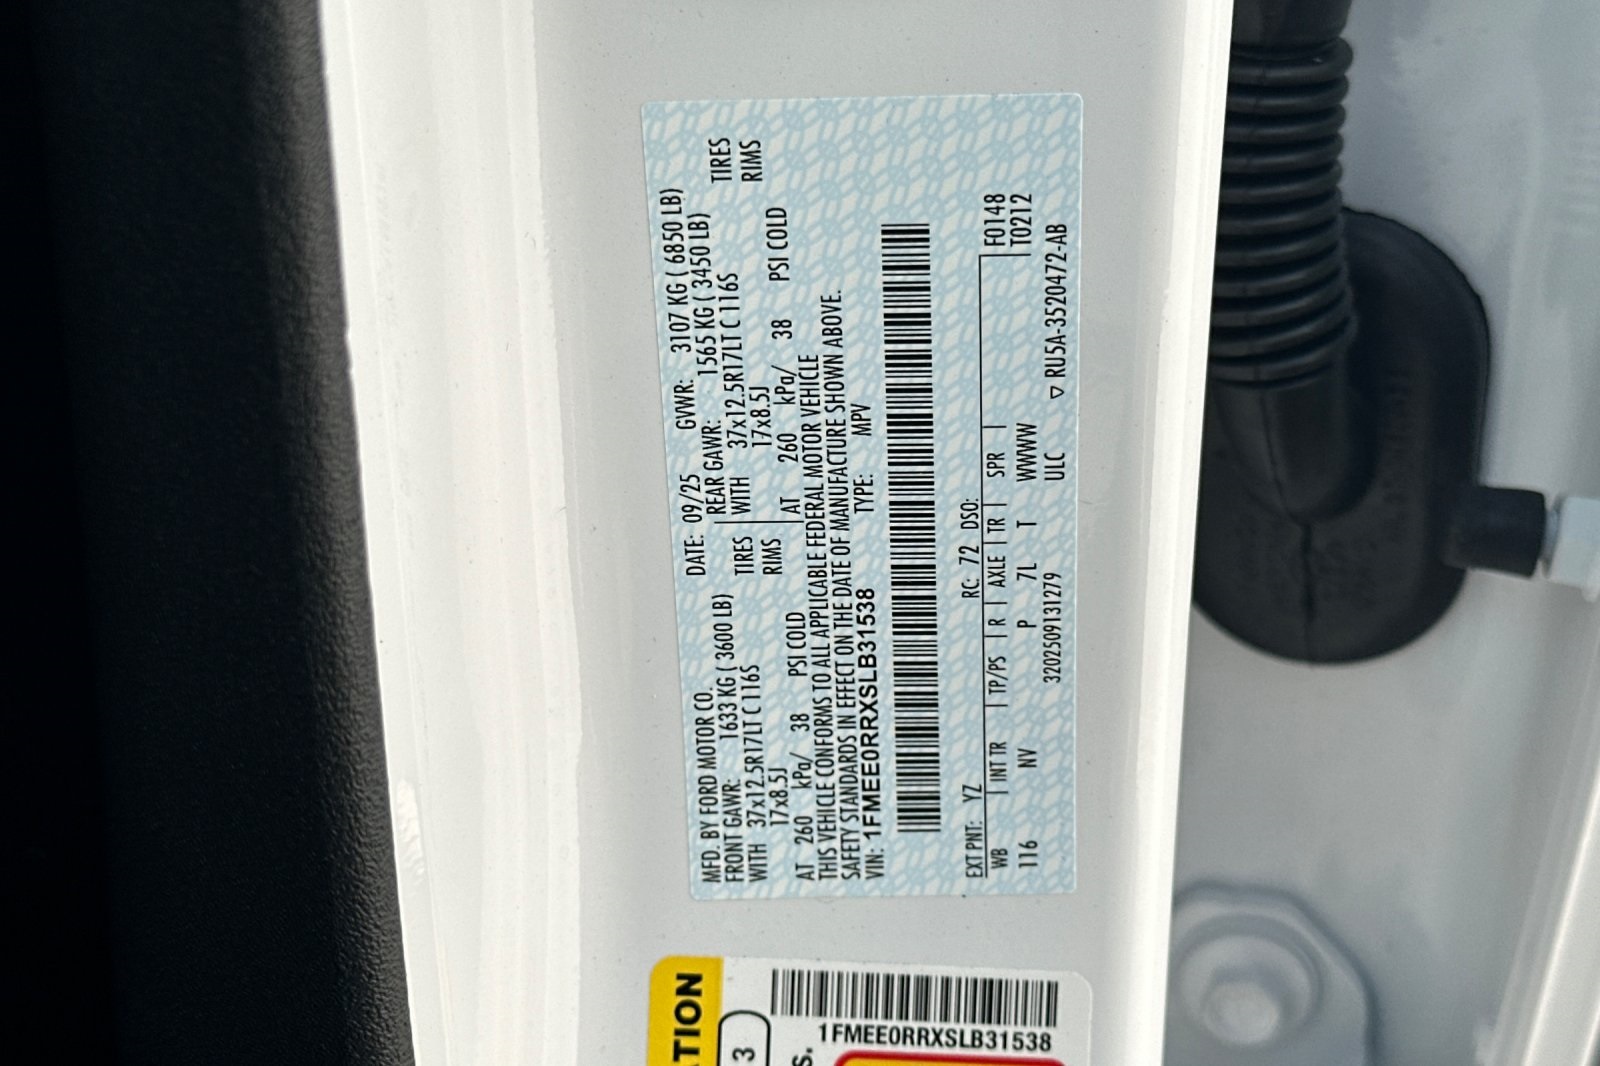 MFD. BY FORD MOTOR CO. DATE: 09/25 GVWR: 3107 KG ( 6850 LB)
FRONT GAWR: 1633 KG ( 3600 LB) REAR GAWR: 1565 KG ( 3450 LB)
WITH 37x12.5R17LT C 116S TIRES WITH 37x12.5R17LT C 116S TIRES
17x8.5J RIMS 17x8.5J RIMS
AT 260 kPa/ 38 PSI COLD AT 260 kPa/ 38 PSI COLD
THIS VEHICLE CONFORMS TO ALL APPLICABLE FEDERAL MOTOR VEHICLE
SAFETY STANDARDS IN EFFECT ON THE DATE OF MANUFACTURE SHOWN ABOVE.
VIN: 1FMEE0RRXSLB31538 TYPE: MPV
EXT PNT: YZ RC: 72 DSO:
WB INT TR TP/PS R AXLE TR SPR F0148
116 NV P 7L T WWWW T0212
3202509131279 ULC ▽ RU5A-3520472-AB
TION
3
S.
1FMEE0RRXSLB31538